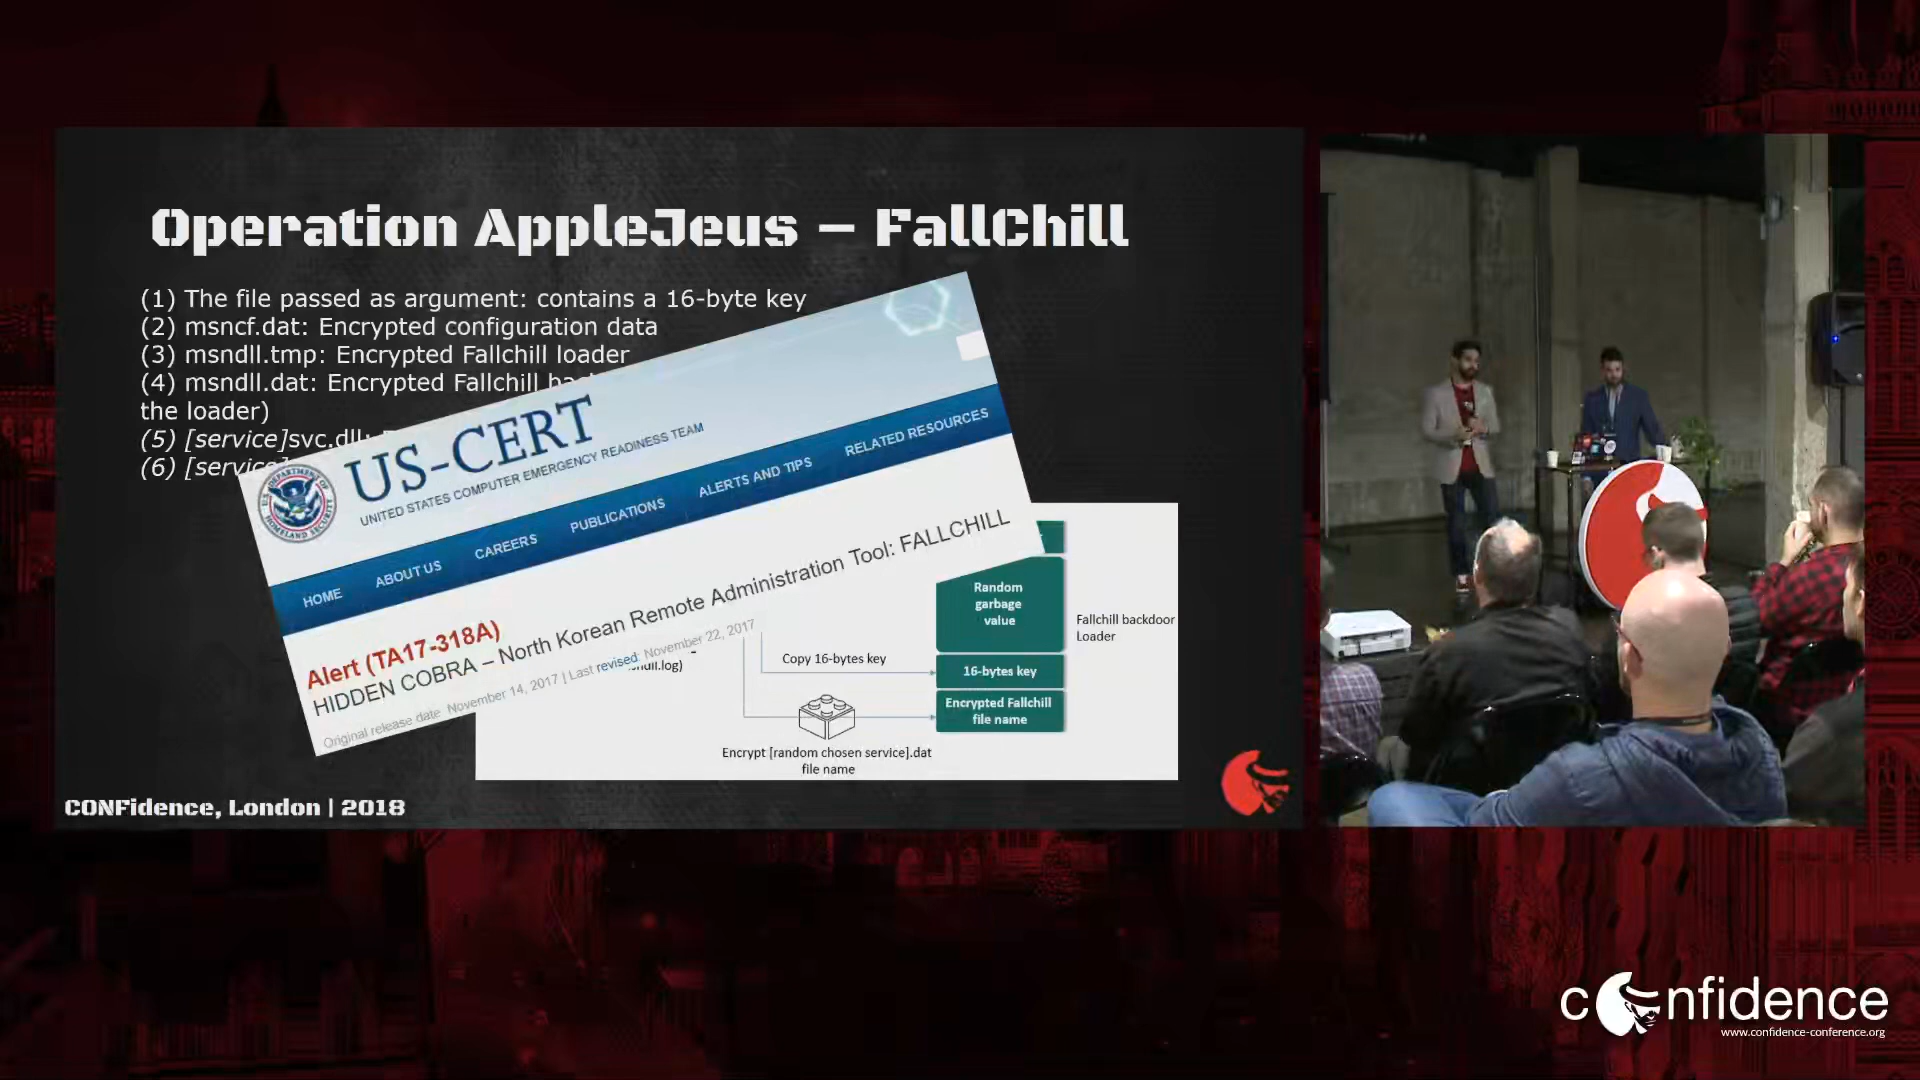 Operation AppleJeus – FallChill
(1) The file passed as argument: contains a 16-byte key
(2) msncf.dat: Encrypted configuration data
(3) msndll.tmp: Encrypted Fallchill loader
(4) msndll.dat: Encrypted Fallchill
the loader)
(5) [service]svc.dll:
(6) [service
US-CERT
UNITED STATES COMPUTER EMERGENCY READINESS TEAM
HOME ABOUT US CAREERS PUBLICATIONS ALERTS AND TIPS RELATED RESOURCES
Alert (TA17-318A)
HIDDEN COBRA – North Korean Remote Administration Tool: FALLCHILL
Original release date: November 14, 2017 | Last revised: November 22, 2017
Random
garbage
value
Fallchill backdoor
Loader
Copy 16-bytes key
16-bytes key
Encrypted Fallchill
file name
Encrypt [random chosen service].dat
file name
CONFidence, London | 2018
confidence
www.confidence-conference.org